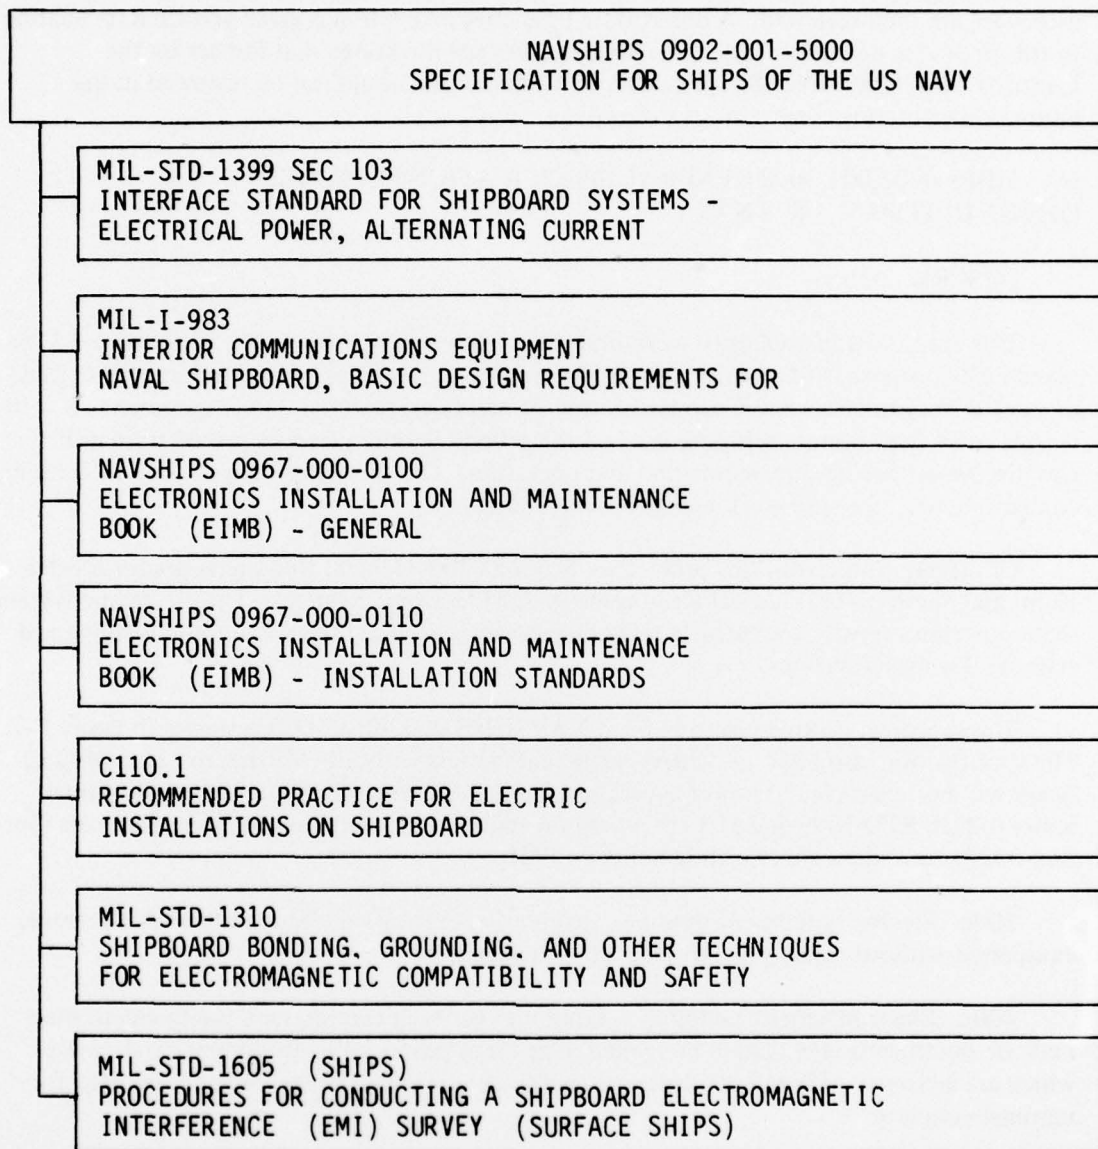 NAVSHIPS 0902-001-5000
SPECIFICATION FOR SHIPS OF THE US NAVY
MIL-STD-1399 SEC 103
INTERFACE STANDARD FOR SHIPBOARD SYSTEMS -
ELECTRICAL POWER, ALTERNATING CURRENT
MIL-I-983
INTERIOR COMMUNICATIONS EQUIPMENT
NAVAL SHIPBOARD, BASIC DESIGN REQUIREMENTS FOR
NAVSHIPS 0967-000-0100
ELECTRONICS INSTALLATION AND MAINTENANCE
BOOK (EIMB) - GENERAL
NAVSHIPS 0967-000-0110
ELECTRONICS INSTALLATION AND MAINTENANCE
BOOK (EIMB) - INSTALLATION STANDARDS
C110.1
RECOMMENDED PRACTICE FOR ELECTRIC
INSTALLATIONS ON SHIPBOARD
MIL-STD-1310
SHIPBOARD BONDING, GROUNDING, AND OTHER TECHNIQUES
FOR ELECTROMAGNETIC COMPATIBILITY AND SAFETY
MIL-STD-1605 (SHIPS)
PROCEDURES FOR CONDUCTING A SHIPBOARD ELECTROMAGNETIC
INTERFERENCE (EMI) SURVEY (SURFACE SHIPS)